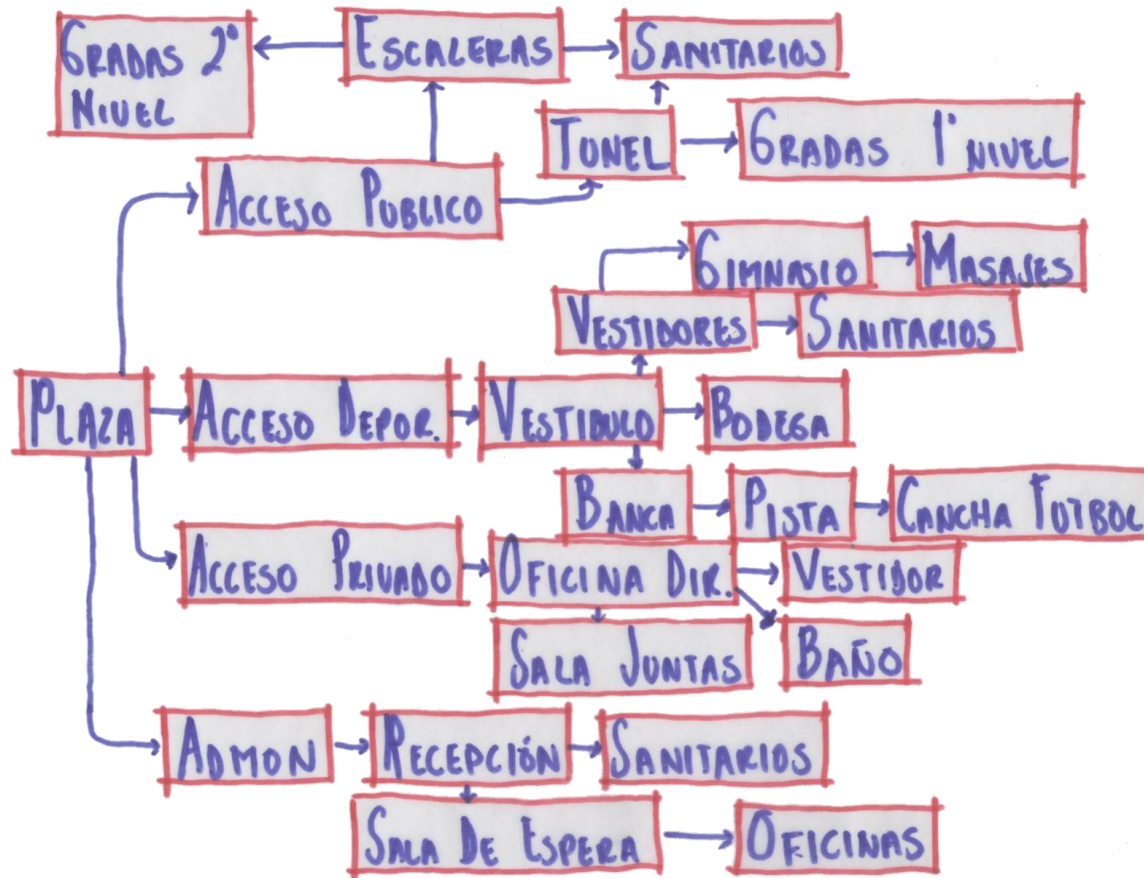 GRADAS 2°
NIVEL
ESCALERAS
SANITARIOS
TUNEL
GRADAS 1° NIVEL
ACCESO PUBLICO
GIMNASIO
MASAJES
VESTIDORES
SANITARIOS
PLAZA
ACCESO DEPOR.
VESTIBULO
BODEGA
BANCA
PISTA
CANCHA FUTBOL
ACCESO PRIVADO
OFICINA DIR.
VESTIDOR
SALA JUNTAS
BAÑO
ADMON
RECEPCIÓN
SANITARIOS
SALA DE ESPERA
OFICINAS